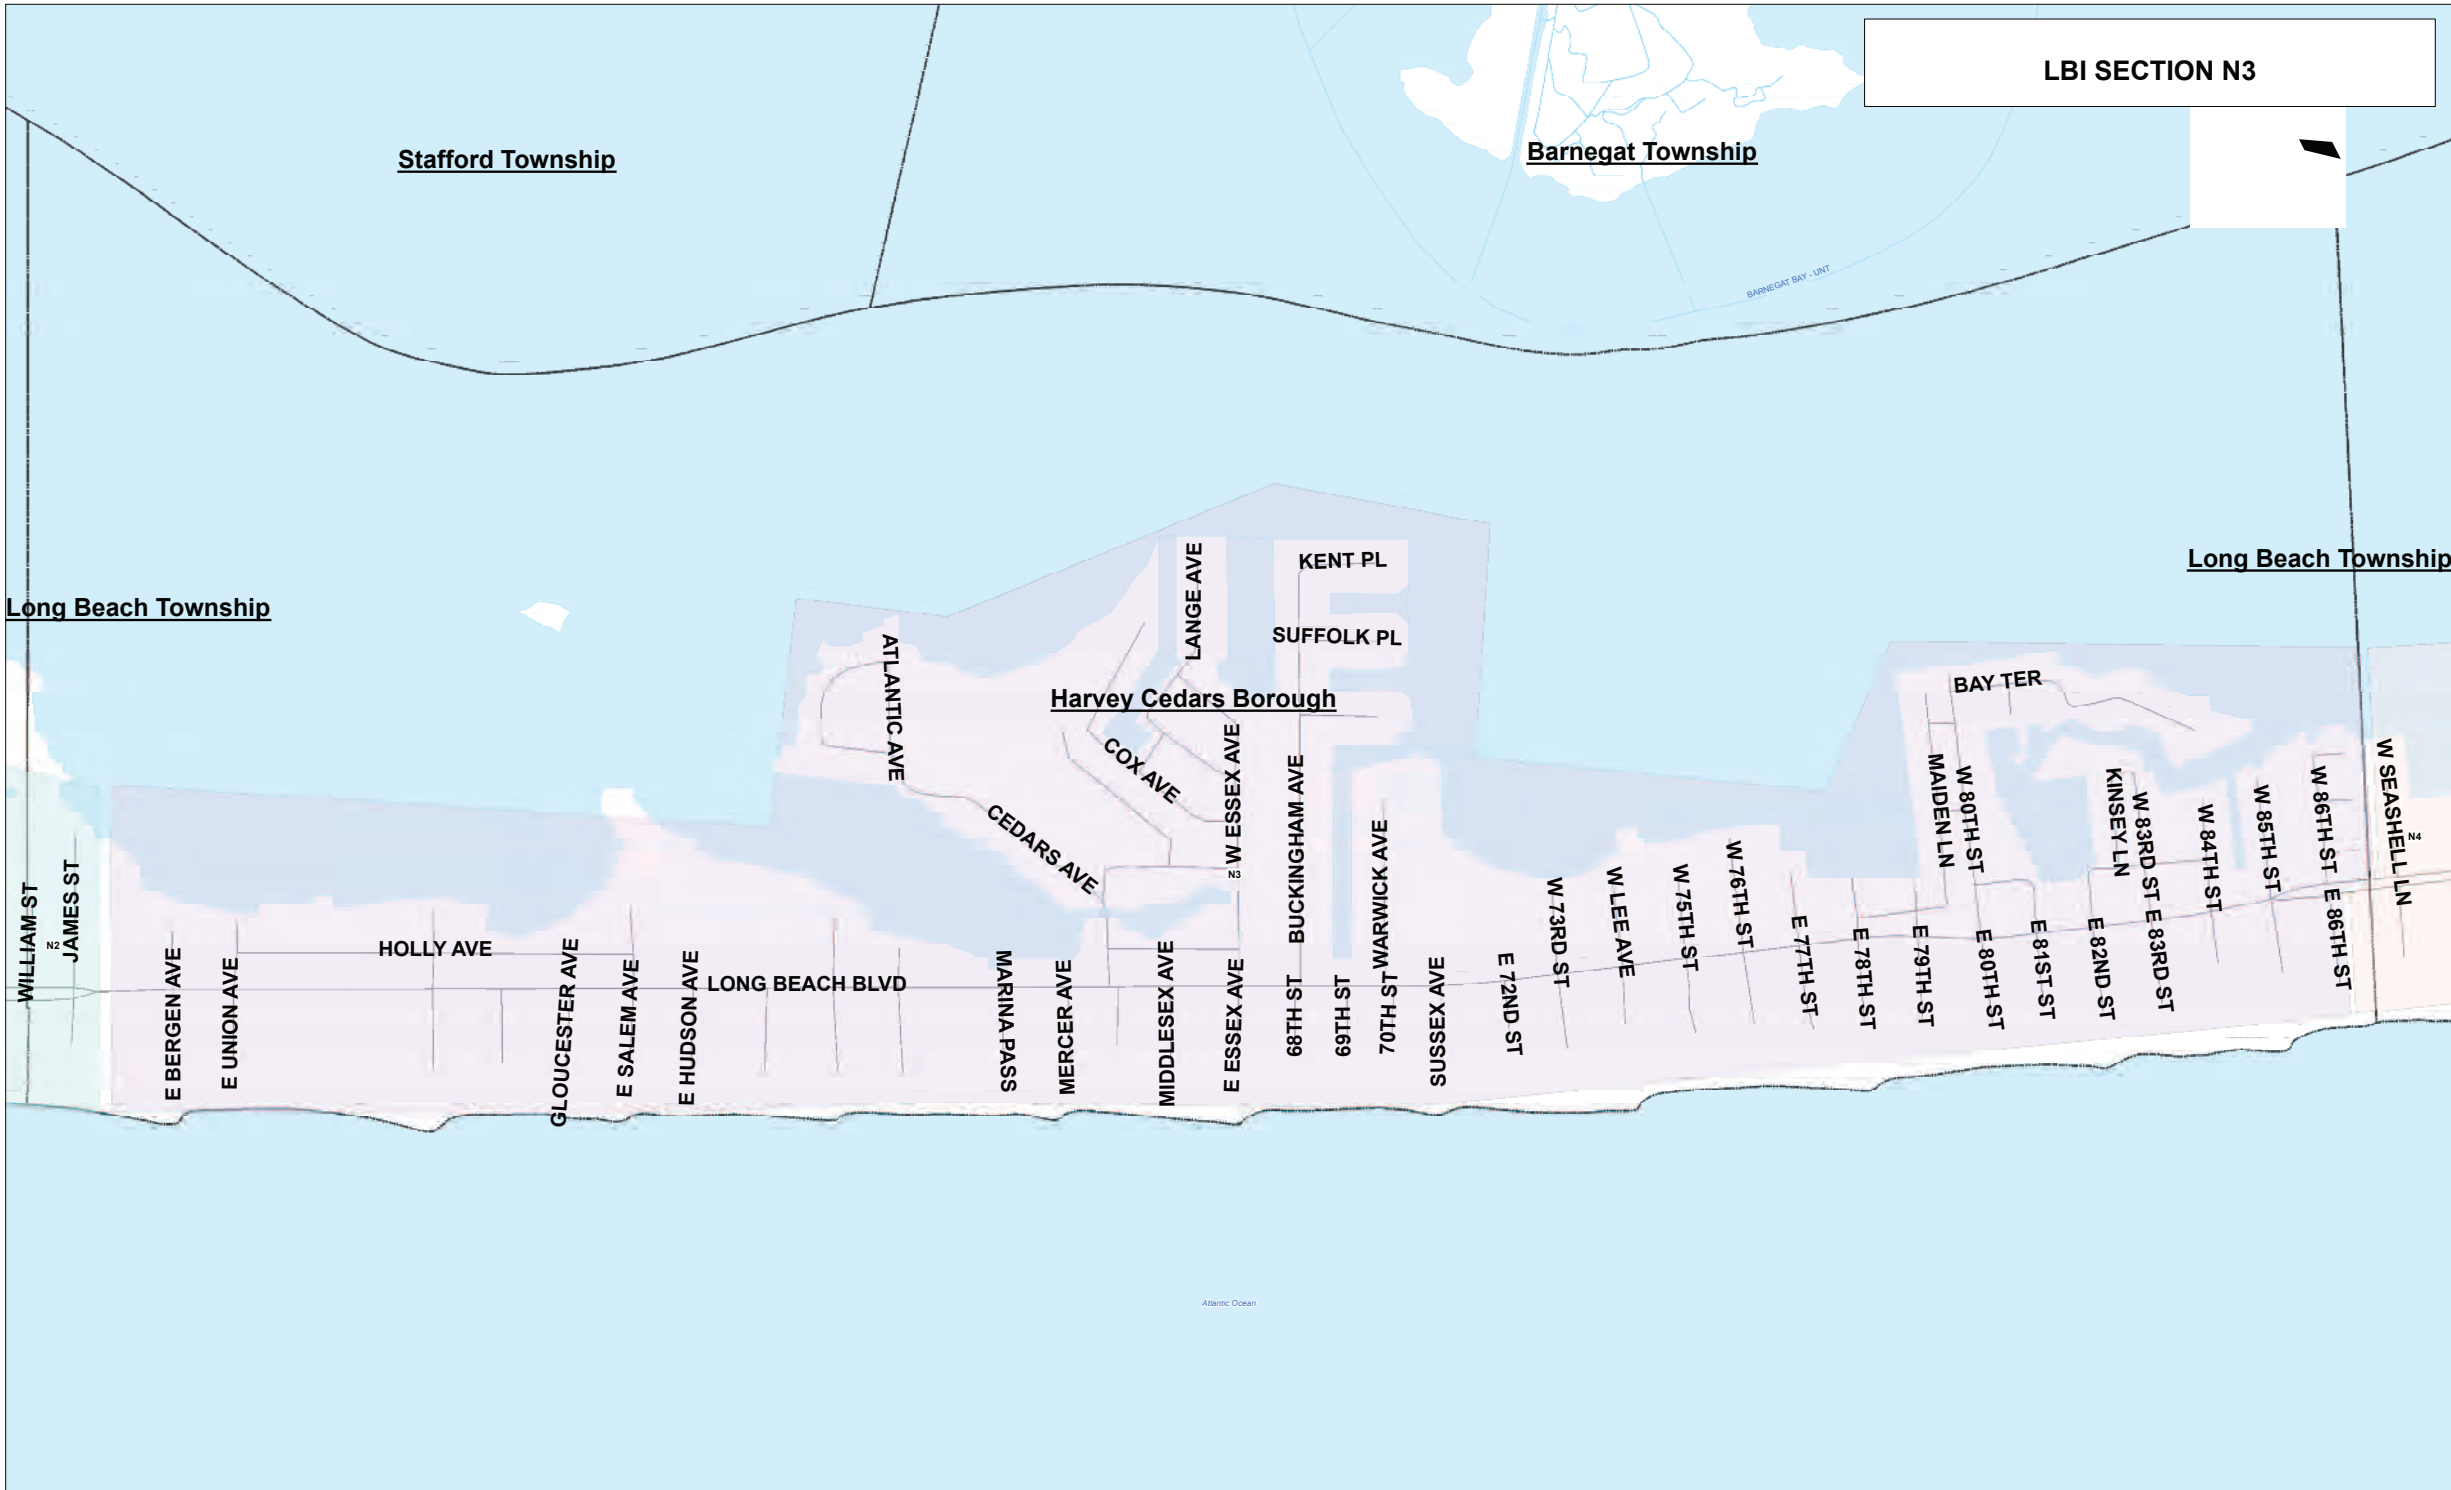 LBI SECTION N3
Stafford Township
Barnegat Township
BARNEGAT BAY - UNT
Long Beach Township
Long Beach Township
Harvey Cedars Borough
KENT PL
SUFFOLK PL
LANGE AVE
ATLANTIC AVE
COX AVE
CEDARS AVE
W ESSEX AVE
BUCKINGHAM AVE
WARWICK AVE
BAY TER
MAIDEN LN
W 80TH ST
KINSEY LN
W 83RD ST
W 84TH ST
W 85TH ST
W 86TH ST
W SEASHELL LN
N4
N3
N2
WILLIAM ST
JAMES ST
HOLLY AVE
LONG BEACH BLVD
E BERGEN AVE
E UNION AVE
GLOUCESTER AVE
E SALEM AVE
E HUDSON AVE
MARINA PASS
MERCER AVE
MIDDLESEX AVE
E ESSEX AVE
68TH ST
69TH ST
70TH ST
SUSSEX AVE
E 72ND ST
W 73RD ST
W LEE AVE
W 75TH ST
W 76TH ST
E 77TH ST
E 78TH ST
E 79TH ST
E 80TH ST
E 81ST ST
E 82ND ST
E 83RD ST
E 86TH ST
Atlantic Ocean